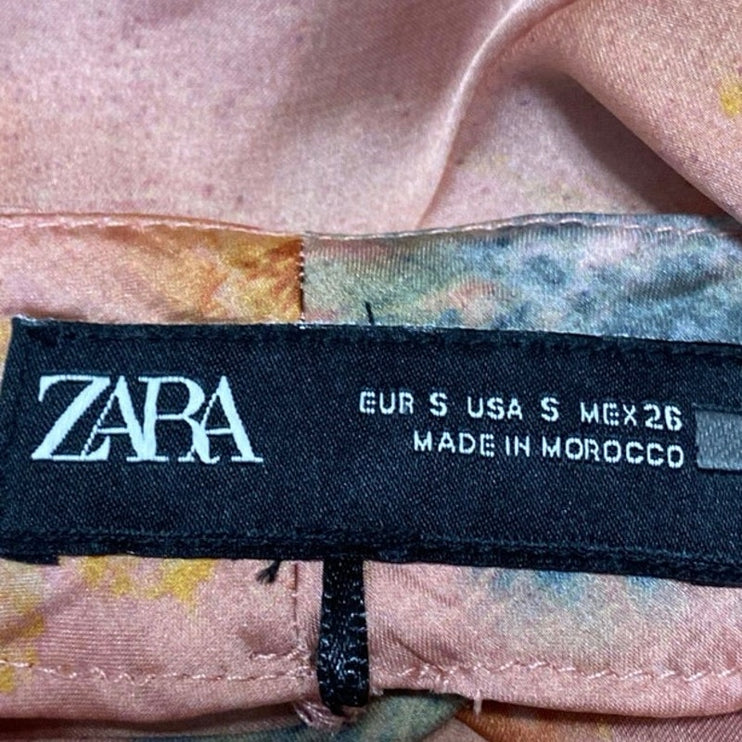 ZARA
EUR S USA S MEX 26
MADE IN MOROCCO